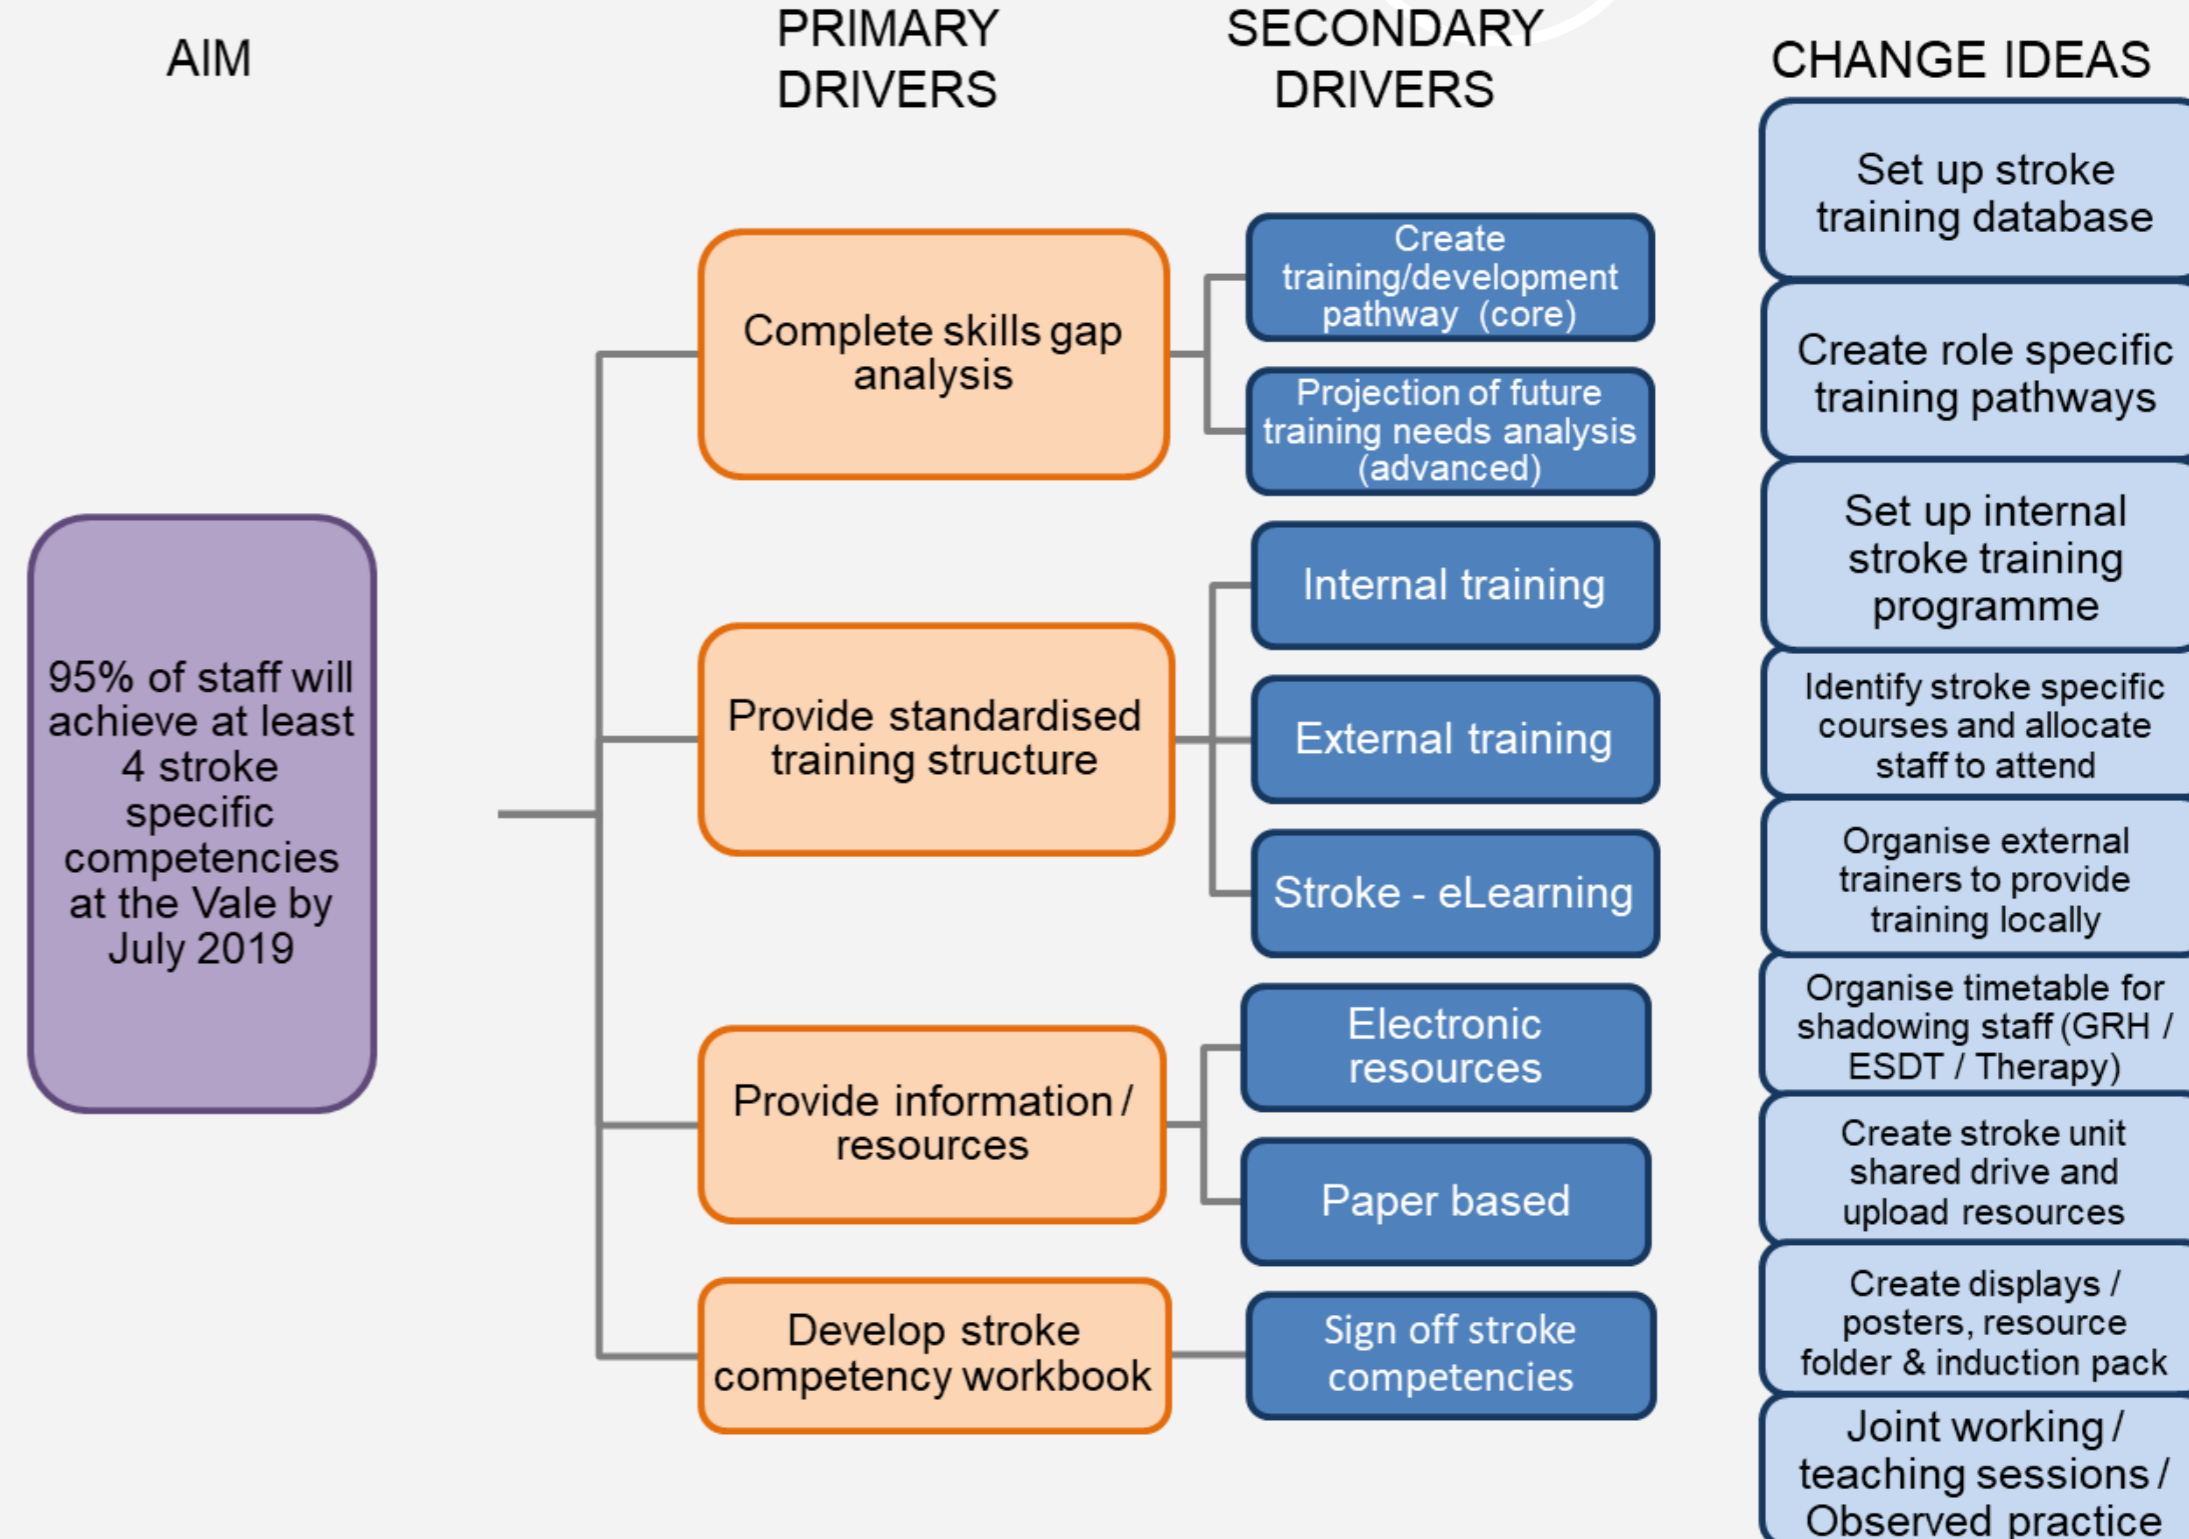 AIM
PRIMARY
DRIVERS
SECONDARY
DRIVERS
CHANGE IDEAS
95% of staff will
achieve at least
4 stroke
specific
competencies
at the Vale by
July 2019
Complete skills gap
analysis
Provide standardised
training structure
Provide information /
resources
Develop stroke
competency workbook
Create
training/development
pathway (core)
Projection of future
training needs analysis
(advanced)
Internal training
External training
Stroke - eLearning
Electronic
resources
Paper based
Sign off stroke
competencies
Set up stroke
training database
Create role specific
training pathways
Set up internal
stroke training
programme
Identify stroke specific
courses and allocate
staff to attend
Organise external
trainers to provide
training locally
Organise timetable for
shadowing staff (GRH /
ESDT / Therapy)
Create stroke unit
shared drive and
upload resources
Create displays /
posters, resource
folder & induction pack
Joint working /
teaching sessions /
Observed practice